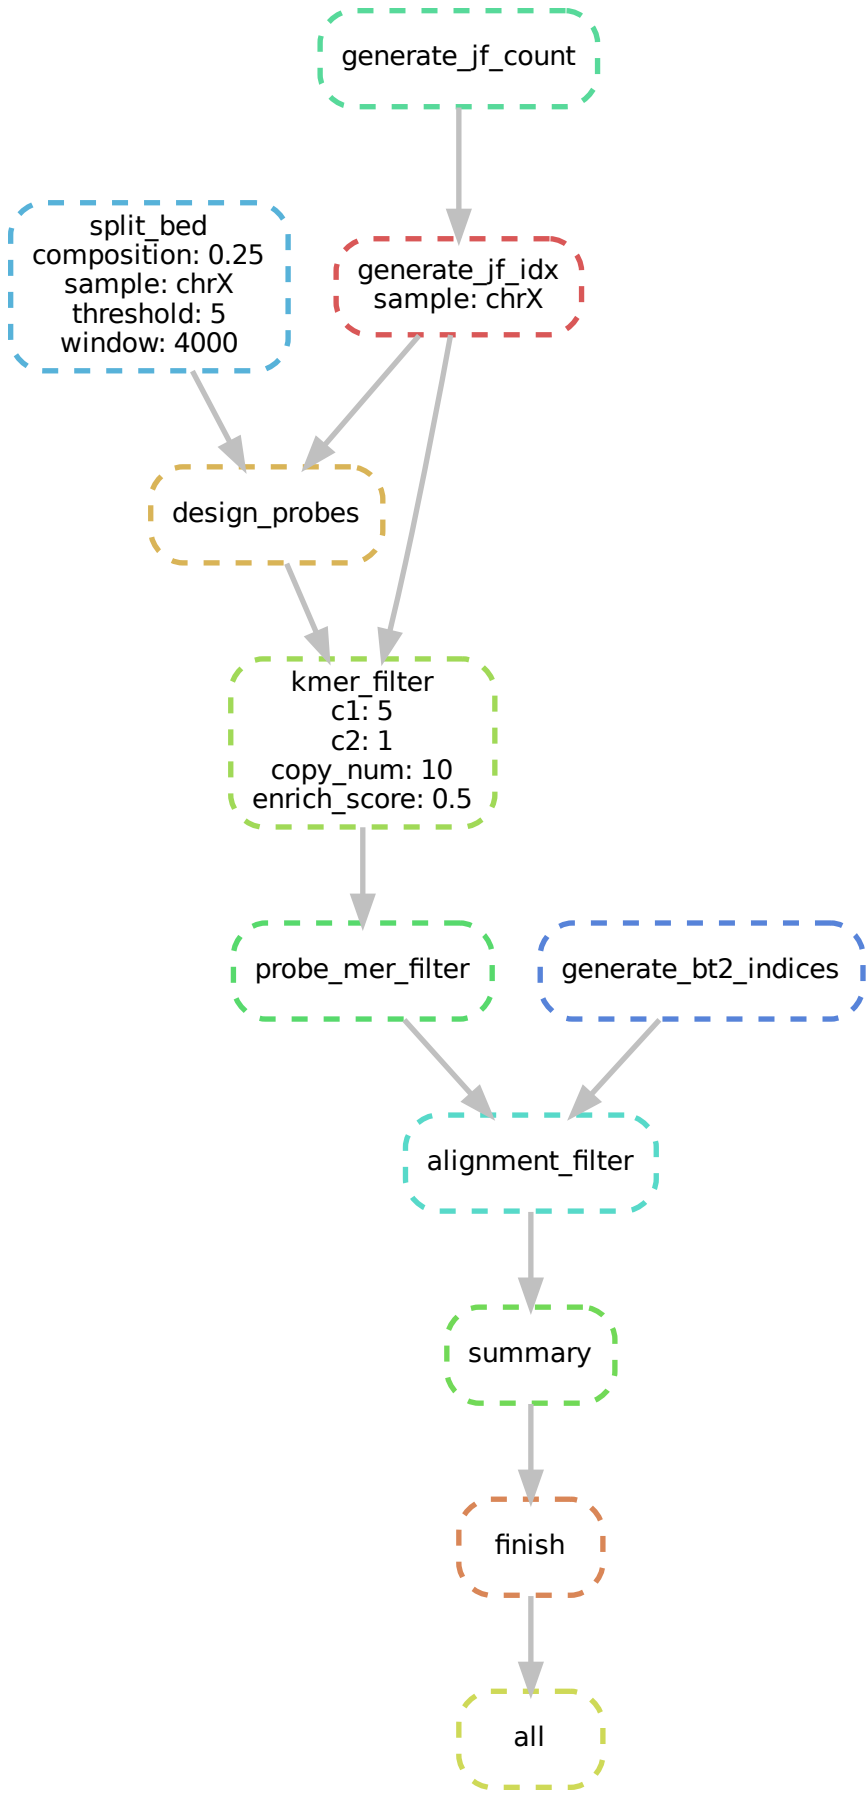 generate_jf_count
split_bed
composition: 0.25
sample: chrX
threshold: 5
window: 4000
generate_jf_idx
sample: chrX
design_probes
kmer_filter
c1: 5
c2: 1
copy_num: 10
enrich_score: 0.5
probe_mer_filter
generate_bt2_indices
alignment_filter
summary
finish
all